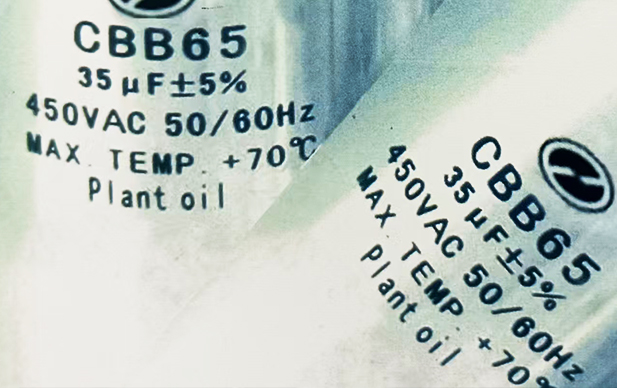 CBB65
35 μF±5%
450VAC 50/60Hz
MAX. TEMP. +70℃
Plant oil
CBB65
35 μF±5%
450VAC 50/60Hz
MAX. TEMP. +70℃
Plant oil